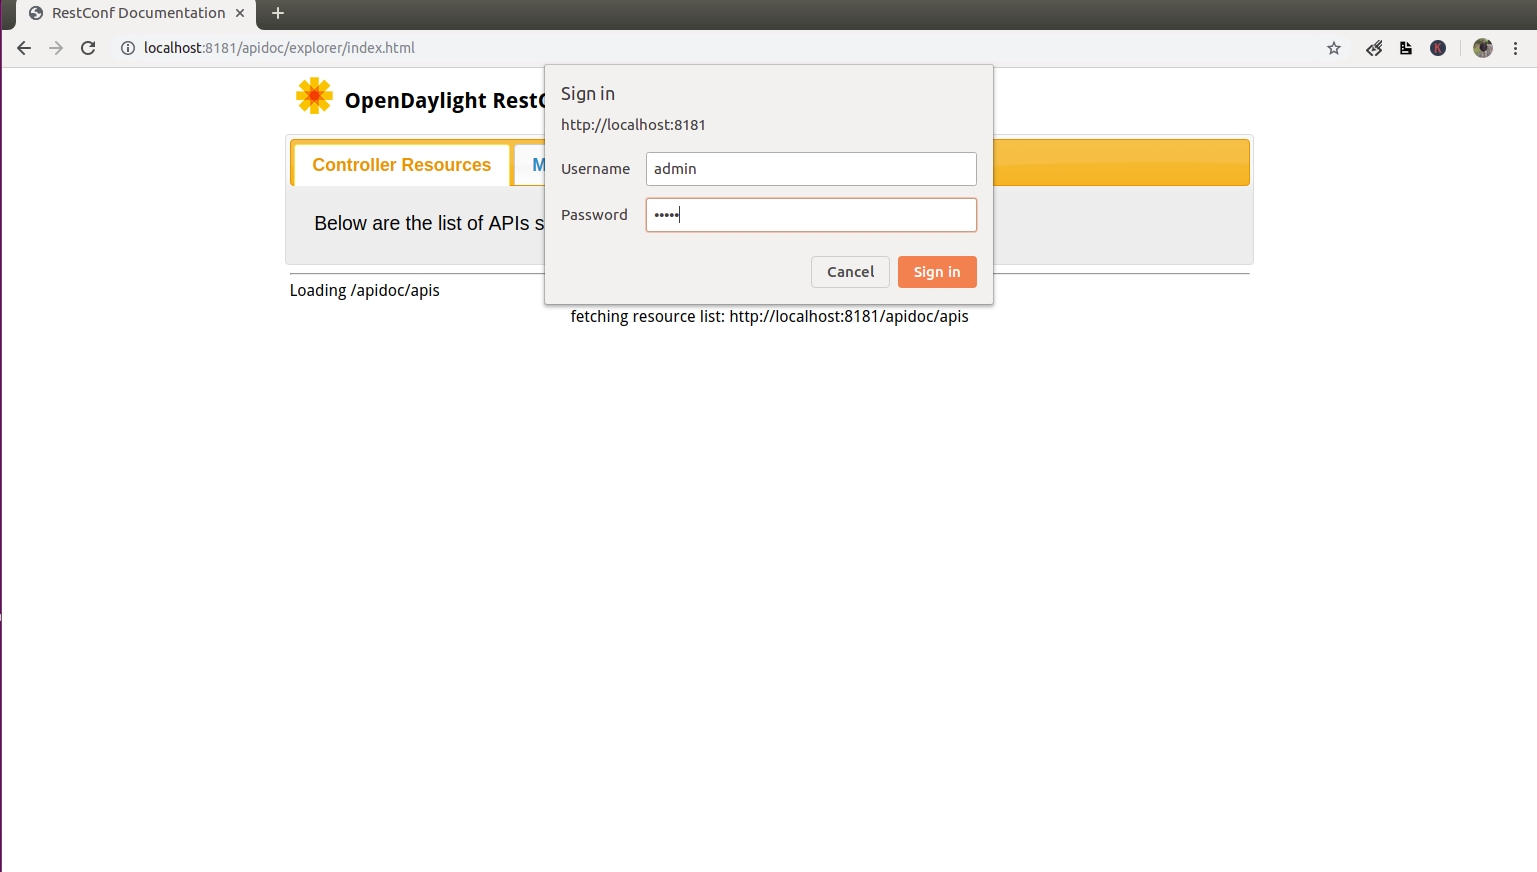 RestConf Documentation
localhost:8181/apidoc/explorer/index.html
K
OpenDaylight
Sign in
http://localhost:8181
Controller Resources
Username admin
Password •••••
Below are the list of APIs
Cancel Sign in
Loading /apidoc/apis
fetching resource list: http://localhost:8181/apidoc/apis